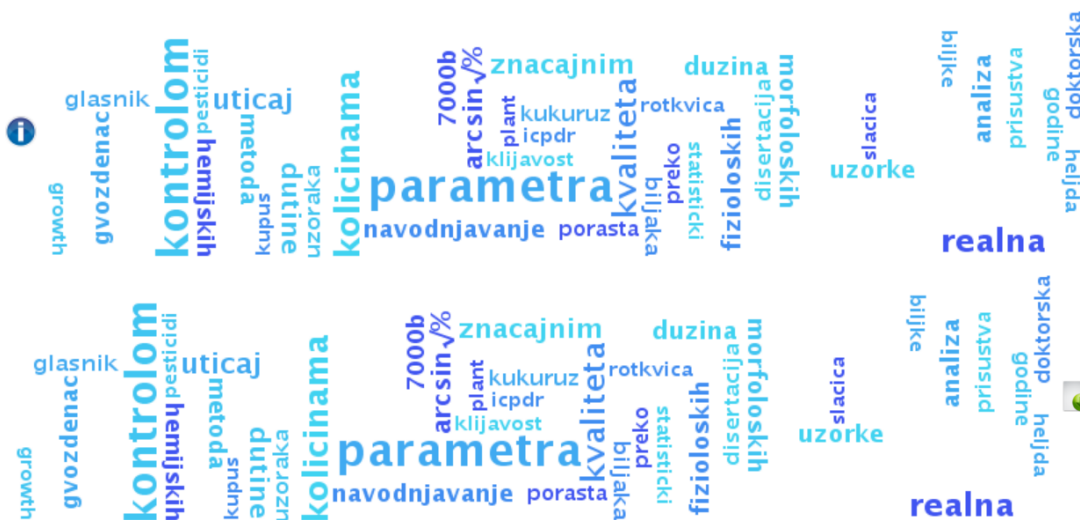 glasnik
gvozdenac
growth
kontrolom
pesticidi
hemijskih
uticaj
metoda
kupus
dutine
uzoraka
kolicinama
7000b
arcsin√%
znacajnim
plant
kukuruz
icpdr
klijavost
parametra
navodnjavanje
porasta
kvaliteta
rotkvica
biljaka
preko
statisticki
fizioloskih
duzina
disertacija
morfoloskih
slacica
uzorke
biljke
analiza
prisustva
godine
doktorska
heljda
realna
glasnik
gvozdenac
growth
kontrolom
pesticidi
hemijskih
uticaj
metoda
kupus
dutine
uzoraka
kolicinama
7000b
arcsin√%
znacajnim
plant
kukuruz
icpdr
klijavost
parametra
navodnjavanje
porasta
kvaliteta
rotkvica
biljaka
preko
statisticki
fizioloskih
duzina
disertacija
morfoloskih
slacica
uzorke
biljke
analiza
prisustva
godine
doktorska
heljda
realna